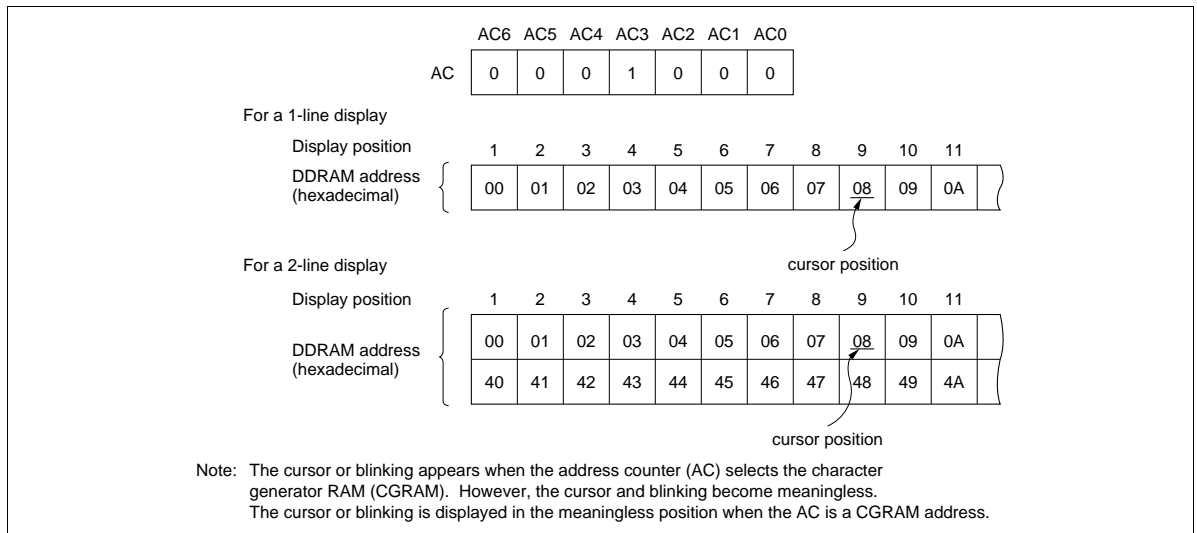 AC6 AC5 AC4 AC3 AC2 AC1 AC0
AC 0 0 0 1 0 0 0
For a 1-line display
Display position 1 2 3 4 5 6 7 8 9 10 11
DDRAM address
(hexadecimal)
00 01 02 03 04 05 06 07 08 09 0A
cursor position
For a 2-line display
Display position 1 2 3 4 5 6 7 8 9 10 11
DDRAM address
(hexadecimal)
00 01 02 03 04 05 06 07 08 09 0A
40 41 42 43 44 45 46 47 48 49 4A
cursor position
Note: The cursor or blinking appears when the address counter (AC) selects the character
generator RAM (CGRAM). However, the cursor and blinking become meaningless.
The cursor or blinking is displayed in the meaningless position when the AC is a CGRAM address.